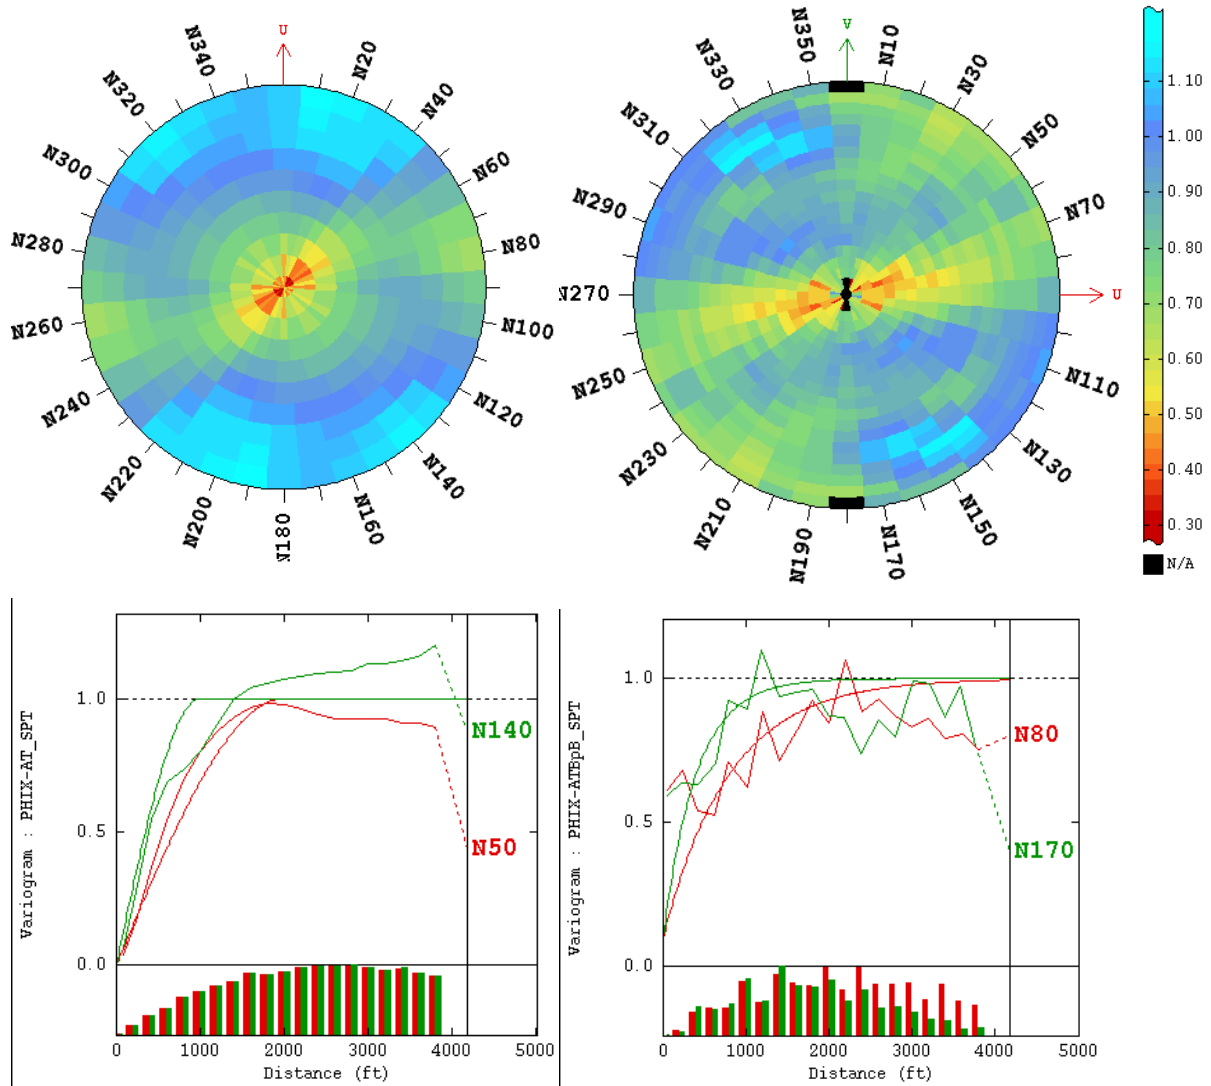 U
N20
N40
N60
N80
N100
N120
N140
N160
N180
N200
N220
N240
N260
N280
N300
N320
N340
V
U
N10
N30
N50
N70
N110
N130
N150
N170
N190
N210
N230
N250
N270
N290
N310
N330
N350
1.10
1.00
0.90
0.80
0.70
0.60
0.50
0.40
0.30
N/A
Variogram : PHIX-AT_SPT
1.0
0.5
0.0
N140
N50
0 1000 2000 3000 4000 5000
Distance (ft)
Variogram : PHIX-ATBpB_SPT
1.0
0.5
0.0
N80
N170
0 1000 2000 3000 4000 5000
Distance (ft)